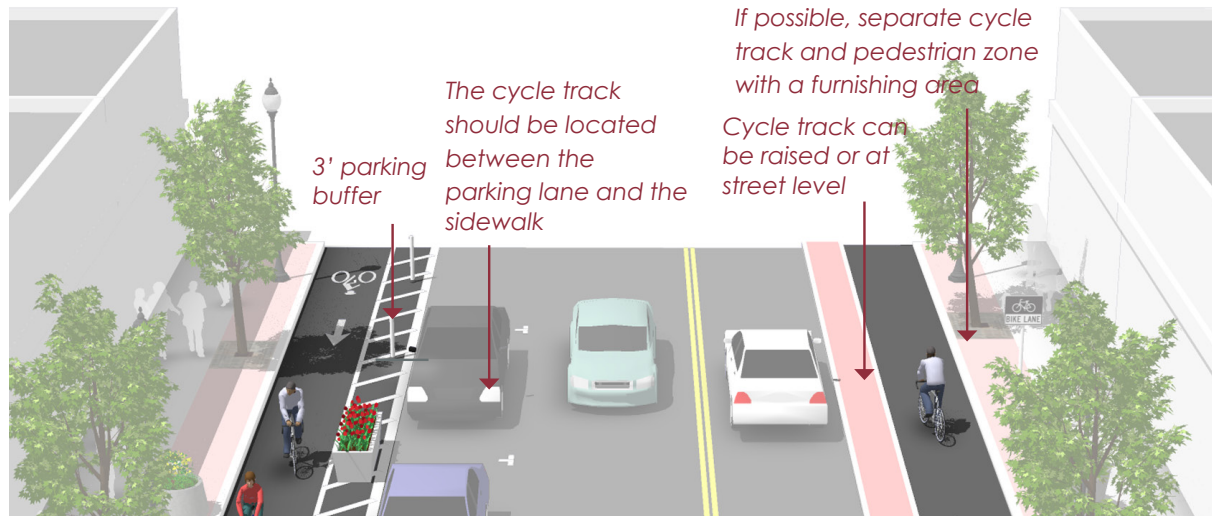 3’ parking
buffer
The cycle track
should be located
between the
parking lane and the
sidewalk
If possible, separate cycle
track and pedestrian zone
with a furnishing area
Cycle track can
be raised or at
street level
BIKE LANE